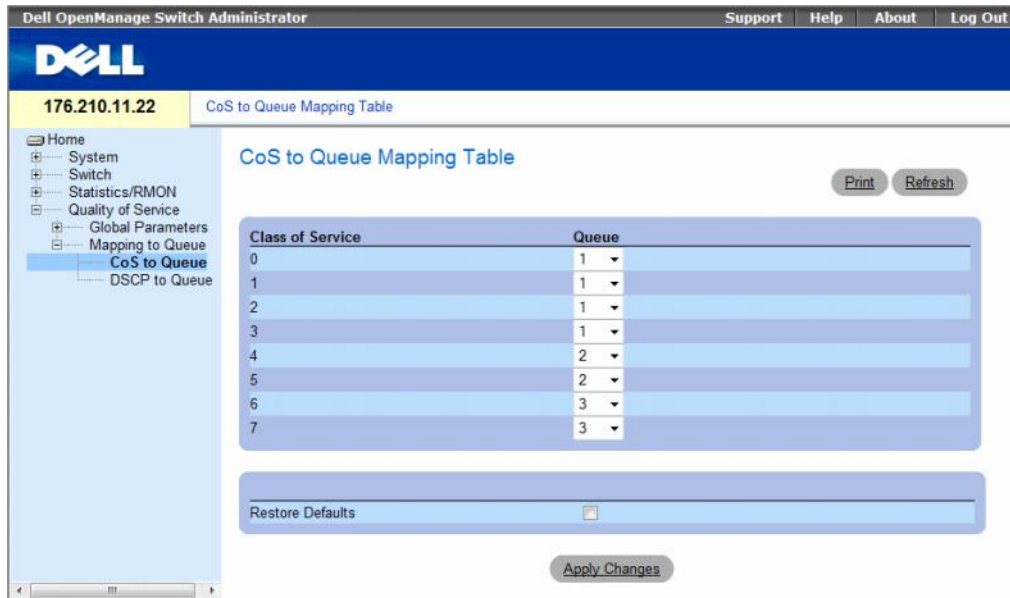 Dell OpenManage Switch Administrator Support Help About Log Out
DELL
176.210.11.22 CoS to Queue Mapping Table
Home
System
Switch
Statistics/RMON
Quality of Service
Global Parameters
Mapping to Queue
CoS to Queue
DSCP to Queue
CoS to Queue Mapping Table
Print Refresh
Class of Service Queue
0 1
1 1
2 1
3 1
4 2
5 2
6 3
7 3
Restore Defaults
Apply Changes